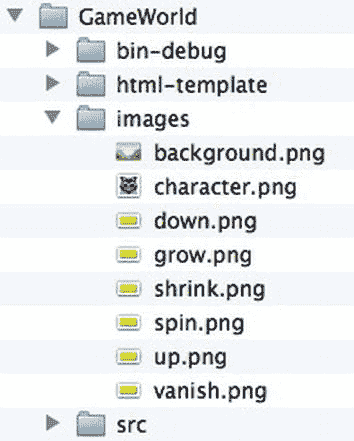 GameWorld
bin-debug
html-template
images
background.png
character.png
down.png
grow.png
shrink.png
spin.png
up.png
vanish.png
src